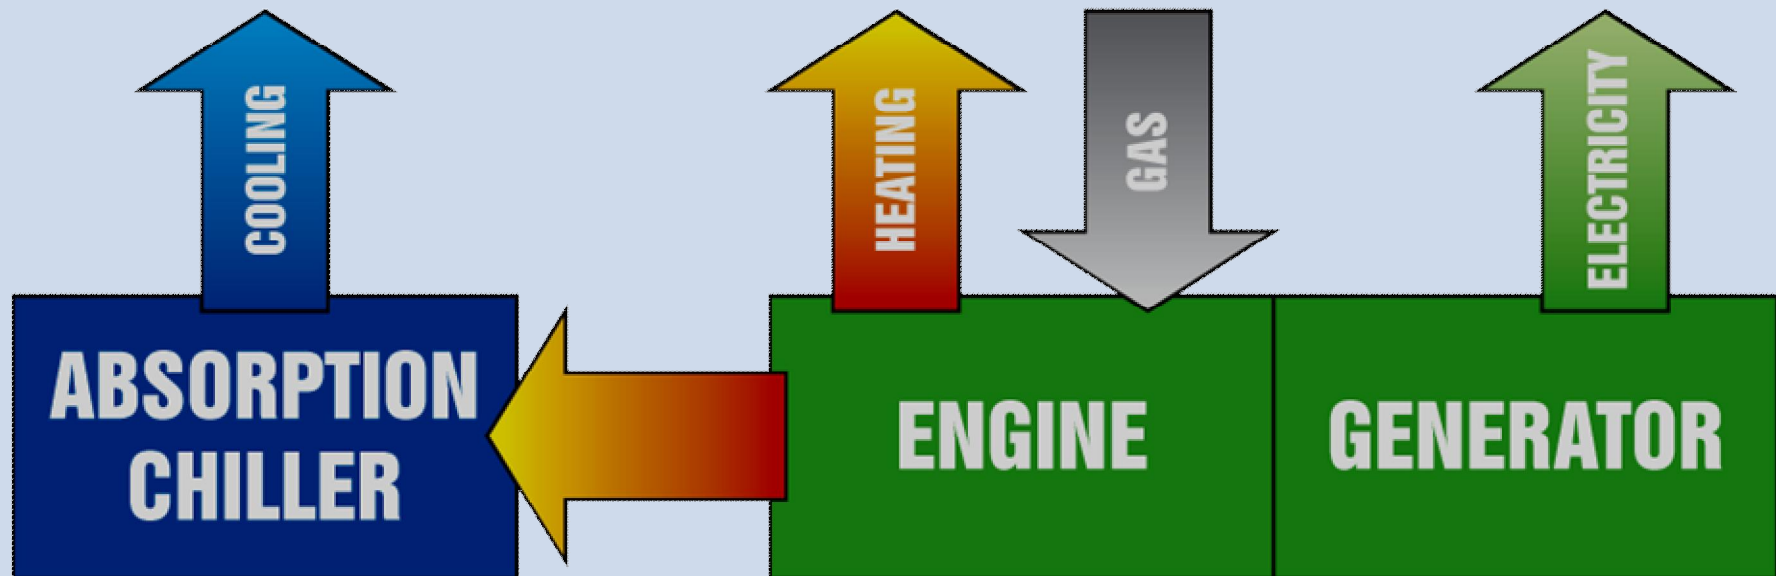 COOLING
HEATING
GAS
ELECTRICITY
ABSORPTION
CHILLER
ENGINE
GENERATOR